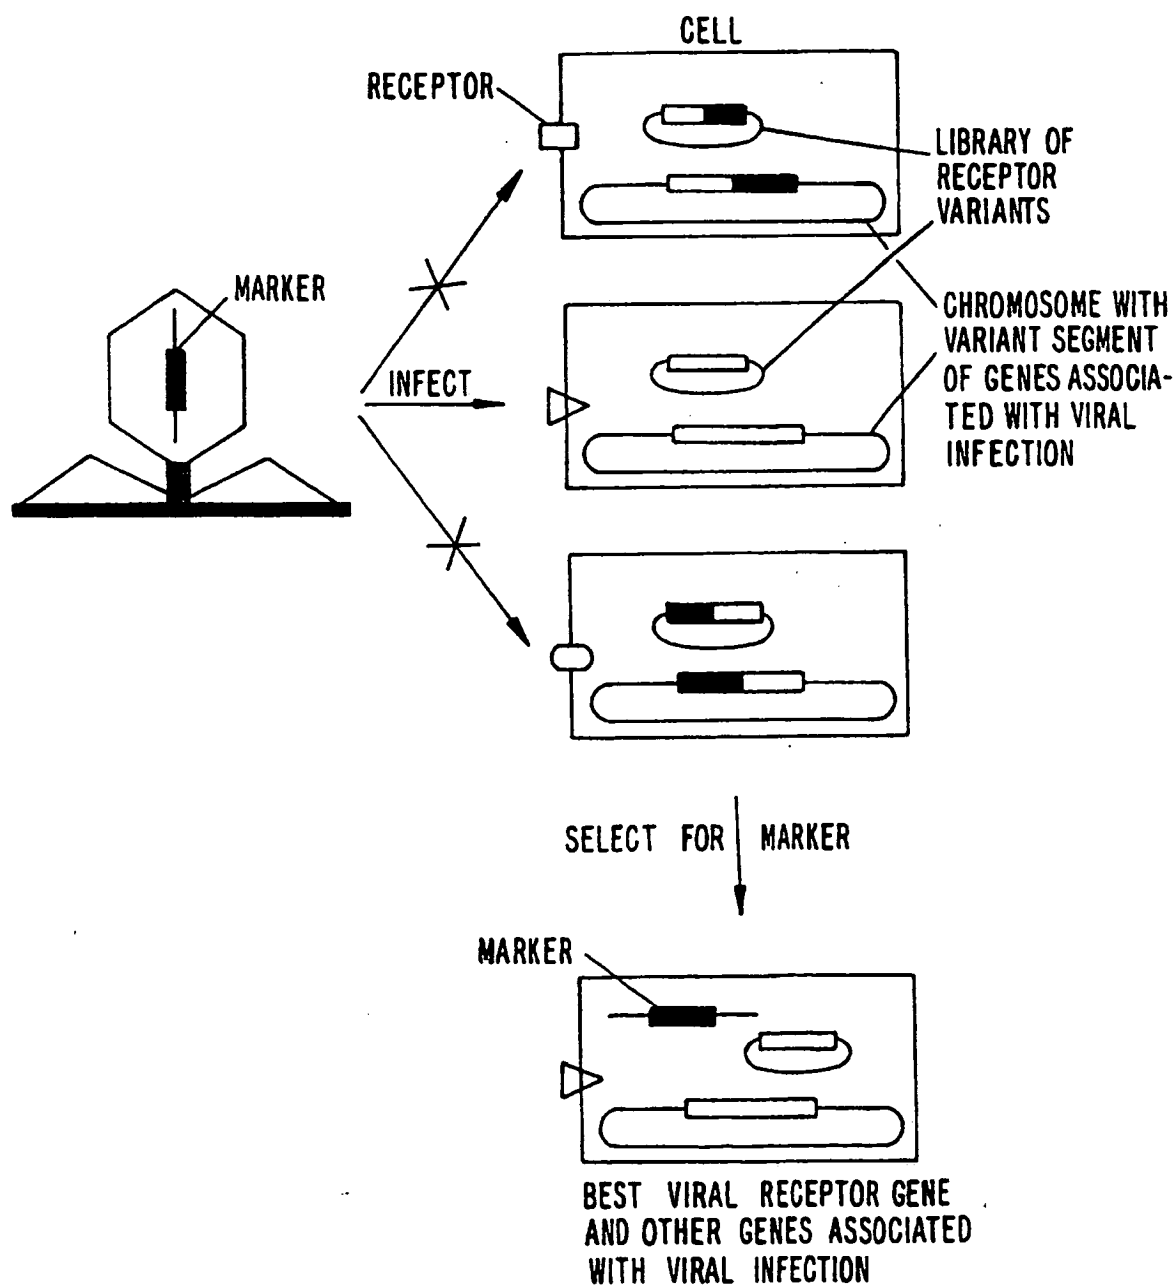 CELL
RECEPTOR
LIBRARY OF
RECEPTOR
VARIANTS
MARKER
INFECT
CHROMOSOME WITH
VARIANT SEGMENT
OF GENES ASSOCIA-
TED WITH VIRAL
INFECTION
SELECT FOR MARKER
MARKER
BEST VIRAL RECEPTOR GENE
AND OTHER GENES ASSOCIATED
WITH VIRAL INFECTION